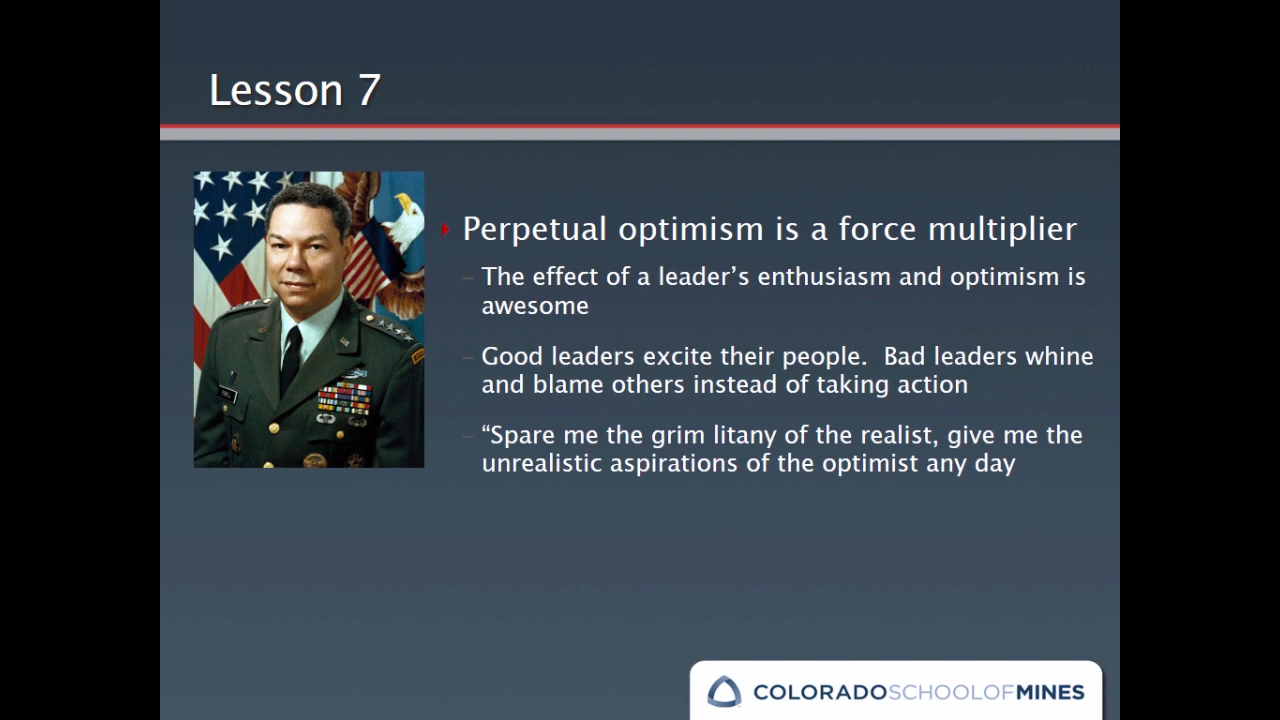 Lesson 7
Perpetual optimism is a force multiplier
– The effect of a leader’s enthusiasm and optimism is
awesome
– Good leaders excite their people.  Bad leaders whine
and blame others instead of taking action
– “Spare me the grim litany of the realist, give me the
unrealistic aspirations of the optimist any day
COLORADOSCHOOLOFMINES